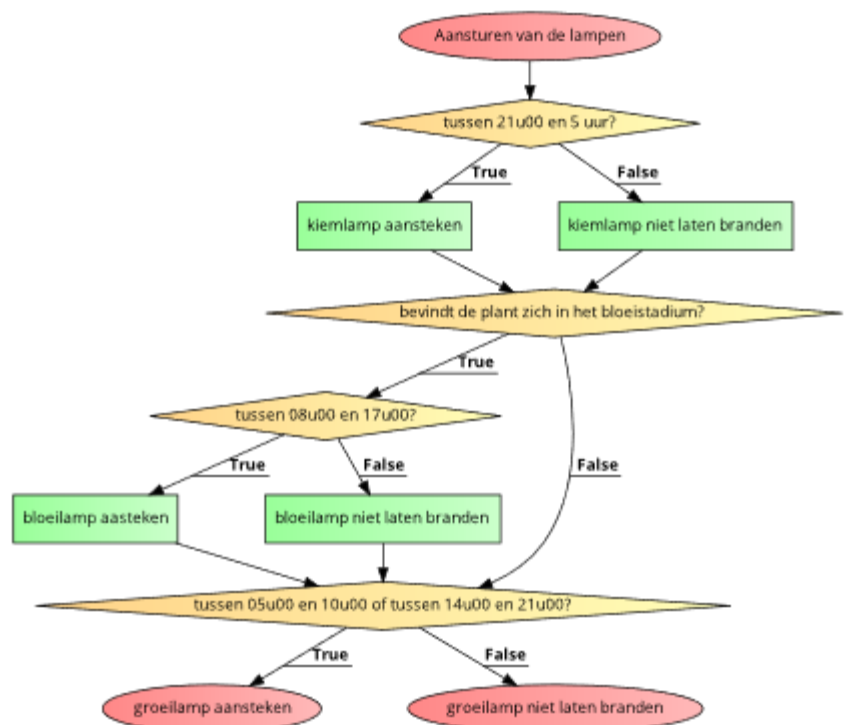 Aansturen van de lampen
tussen 21u00 en 5 uur?
True
False
kiemlamp aansteken
kiemlamp niet laten branden
bevindt de plant zich in het bloeistadium?
True
tussen 08u00 en 17u00?
True
False
False
bloeilamp aasteken
bloeilamp niet laten branden
tussen 05u00 en 10u00 of tussen 14u00 en 21u00?
True
False
groeilamp aansteken
groeilamp niet laten branden